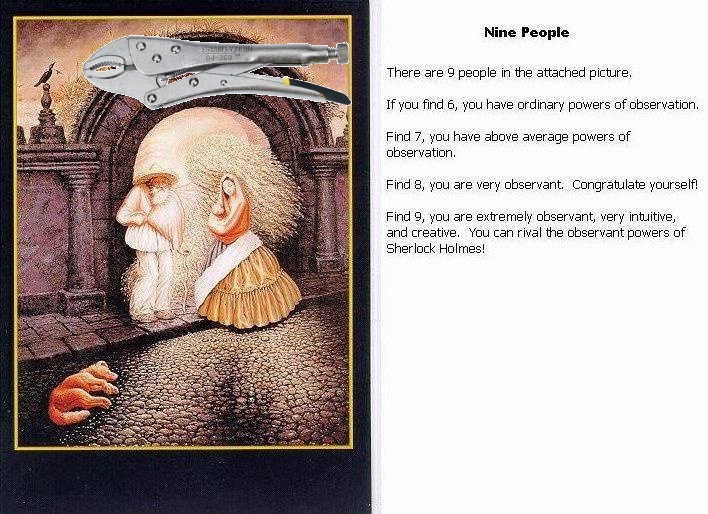 Nine People
There are 9 people in the attached picture.
If you find 6, you have ordinary powers of observation.
Find 7, you have above average powers of
observation.
Find 8, you are very observant.  Congratulate yourself!
Find 9, you are extremely observant, very intuitive,
and creative.  You can rival the observant powers of
Sherlock Holmes!